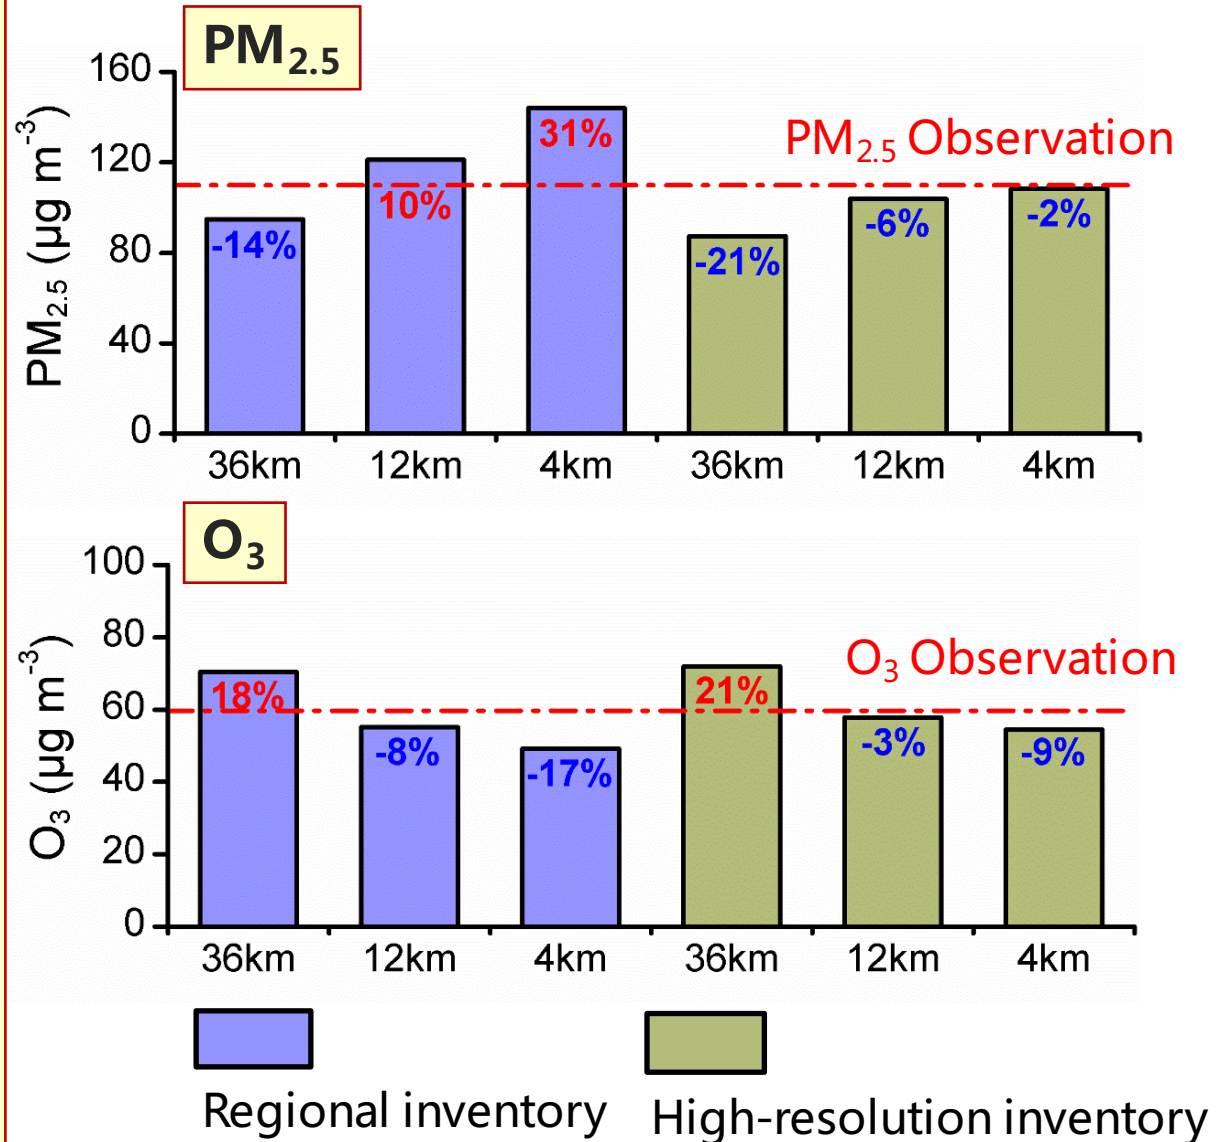 PM2.5
PM2.5 (µg m-3)
160
120
80
40
0
PM2.5 Observation
-14%
10%
31%
-21%
-6%
-2%
36km 12km 4km 36km 12km 4km
O3
O3 (µg m-3)
100
80
60
40
20
0
O3 Observation
18%
-8%
-17%
21%
-3%
-9%
36km 12km 4km 36km 12km 4km
Regional inventory
High-resolution inventory